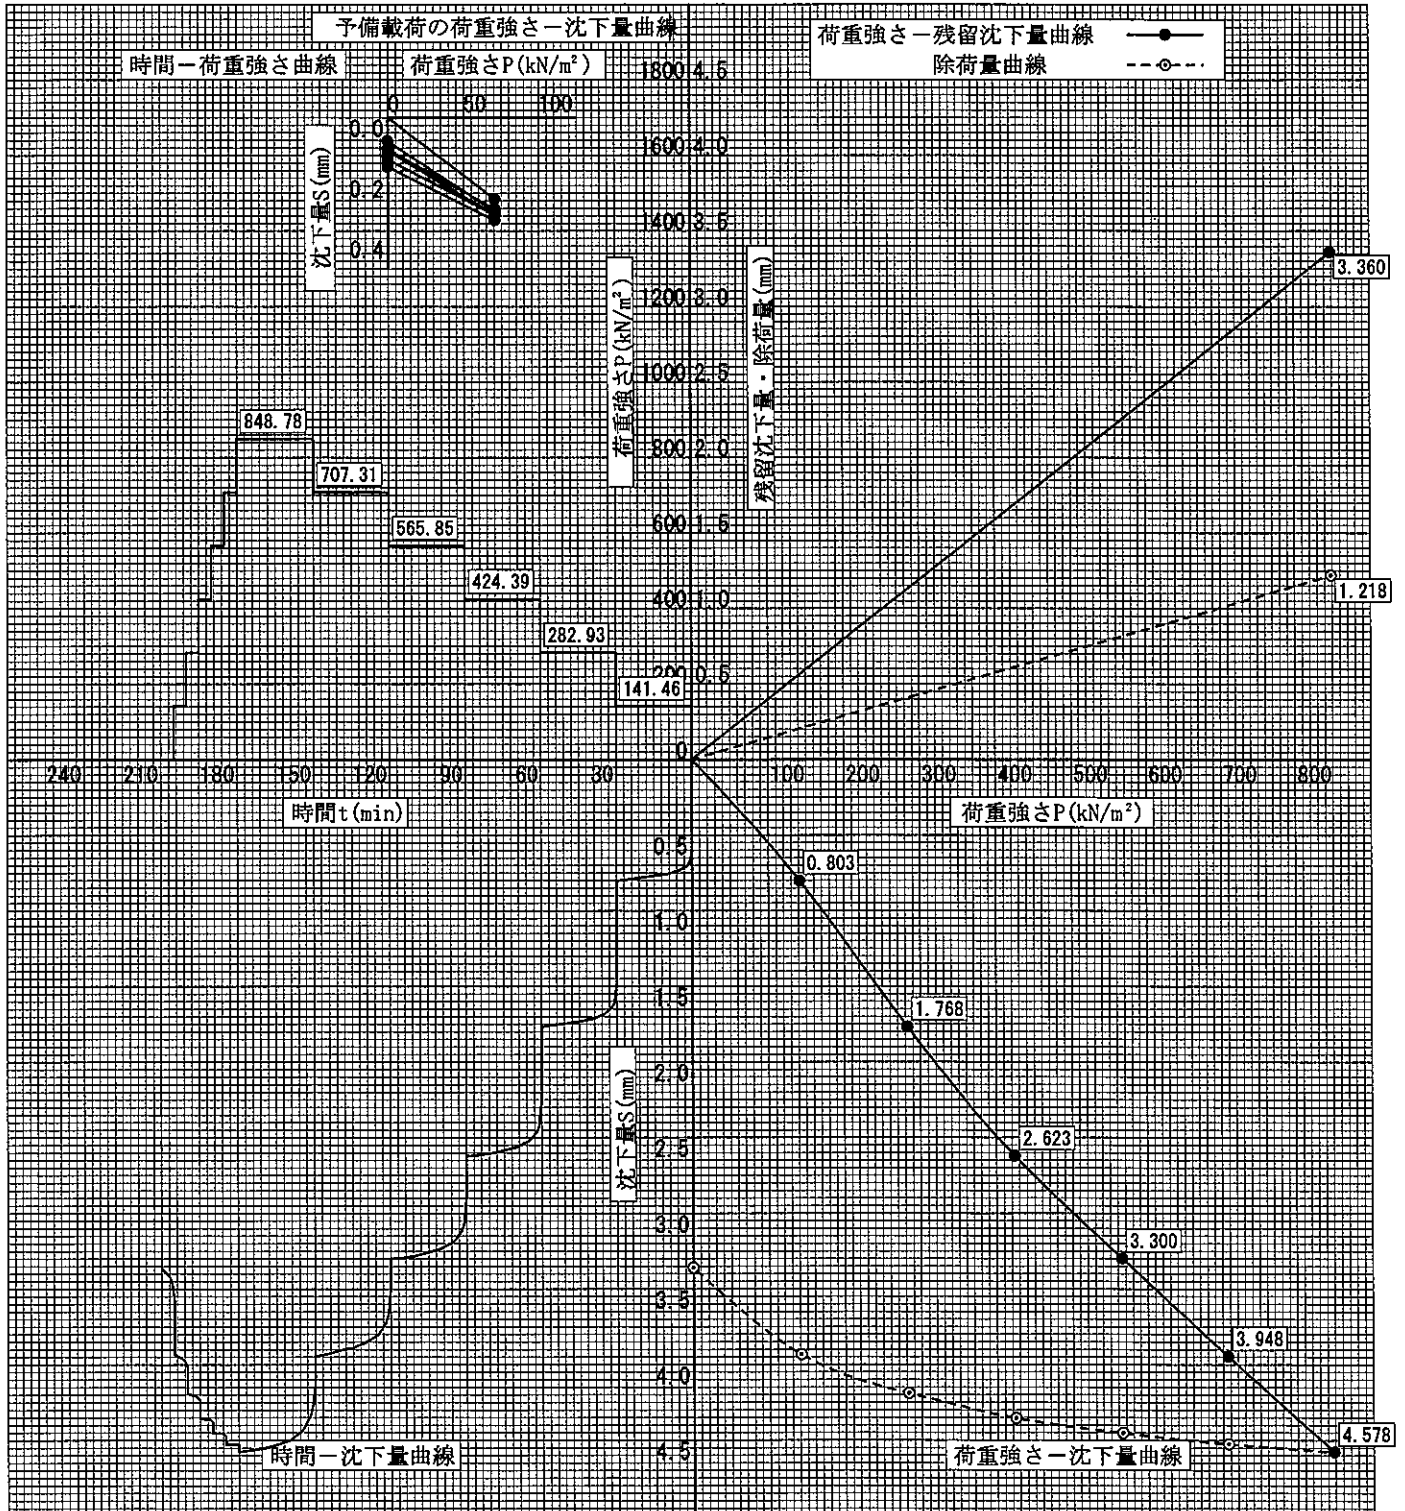 予備載荷の荷重強さ－沈下量曲線
時間－荷重強さ曲線
荷重強さP(kN/m²)
0 50 100
0.0
0.2
0.4
沈下量S(mm)
荷重強さ－残留沈下量曲線
除荷量曲線
1800 4.5
1600 4.0
1400 3.5
1200 3.0
1000 2.5
800 2.0
600 1.5
400 1.0
200 0.5
0
荷重強さP(kN/m²)
残留沈下量・除荷量(mm)
3.360
1.218
848.78
707.31
565.85
424.39
282.93
141.46
240 210 180 150 120 90 60 30
100 200 300 400 500 600 700 800
時間t(min)
荷重強さP(kN/m²)
0.5
1.0
1.5
2.0
2.5
3.0
3.5
4.0
4.5
沈下量S(mm)
0.803
1.768
2.623
3.300
3.948
4.578
時間－沈下量曲線
荷重強さ－沈下量曲線